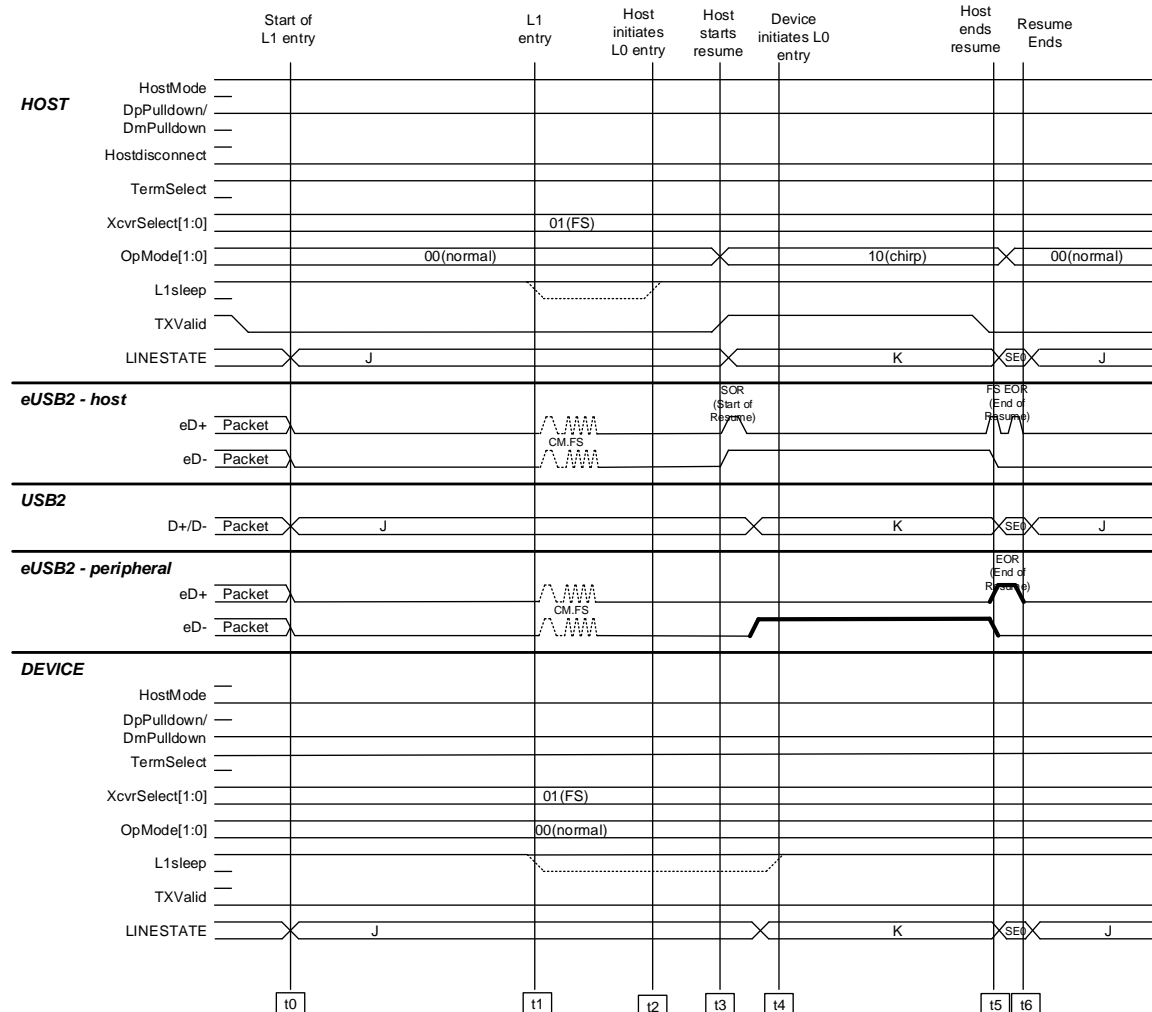 Start of
L1 entry
L1
entry
Host
initiates
L0 entry
Host
starts
resume
Device
initiates L0
entry
Host
ends
resume
Resume
Ends
HOST
HostMode
DpPulldown/
DmPulldown
Hostdisconnect
TermSelect
XcvrSelect[1:0]
01(FS)
OpMode[1:0]
00(normal)
10(chirp)
00(normal)
L1sleep
TXValid
LINESTATE
J
K
SE0
J
eUSB2 - host
SOR
(Start of
Resume)
FS EOR
(End of
Resume)
eD+
Packet
CM.FS
eD-
Packet
USB2
D+/D-
Packet
J
K
SE0
J
eUSB2 - peripheral
EOR
(End of
Resume)
eD+
Packet
CM.FS
eD-
Packet
DEVICE
HostMode
DpPulldown/
DmPulldown
TermSelect
XcvrSelect[1:0]
01(FS)
OpMode[1:0]
00(normal)
L1sleep
TXValid
LINESTATE
J
K
SE0
J
t0
t1
t2
t3
t4
t5
t6